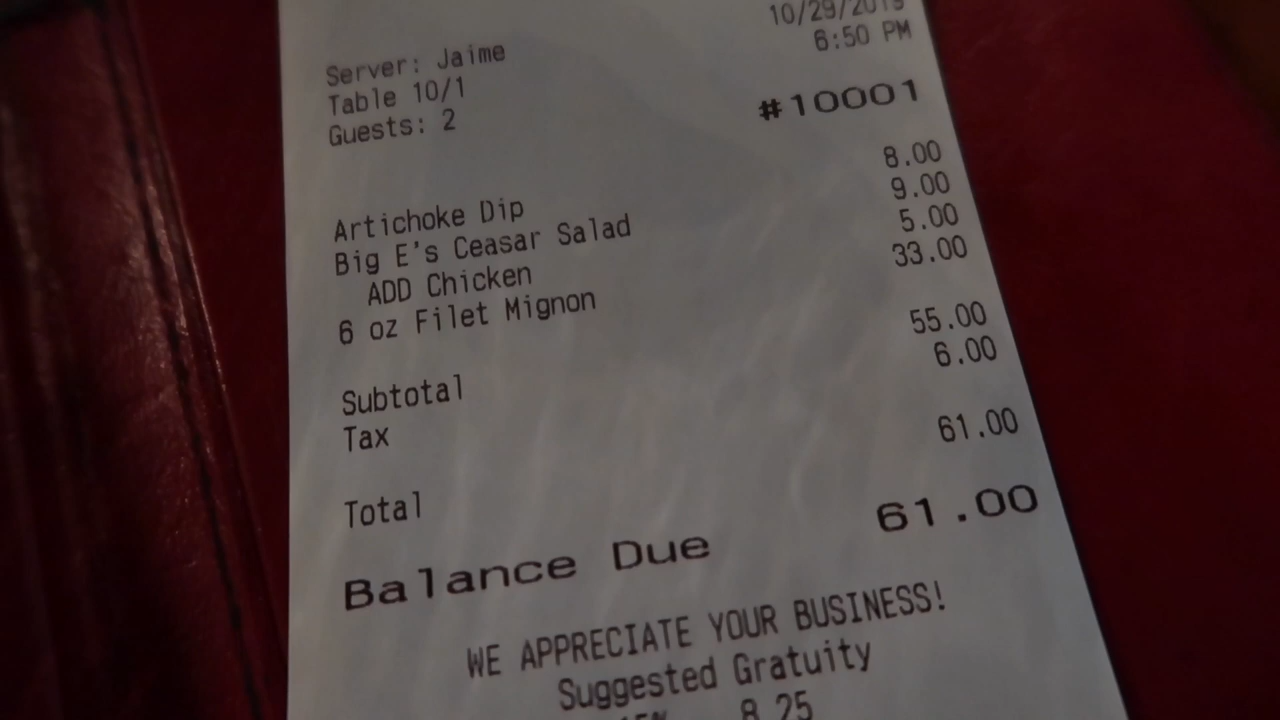 10/29/2019
Server: Jaime 6:50 PM
Table 10/1
Guests: 2 #10001
Artichoke Dip 8.00
Big E's Ceasar Salad 9.00
ADD Chicken 5.00
6 oz Filet Mignon 33.00
Subtotal 55.00
Tax 6.00
Total 61.00
Balance Due 61.00
WE APPRECIATE YOUR BUSINESS!
Suggested Gratuity
8.25